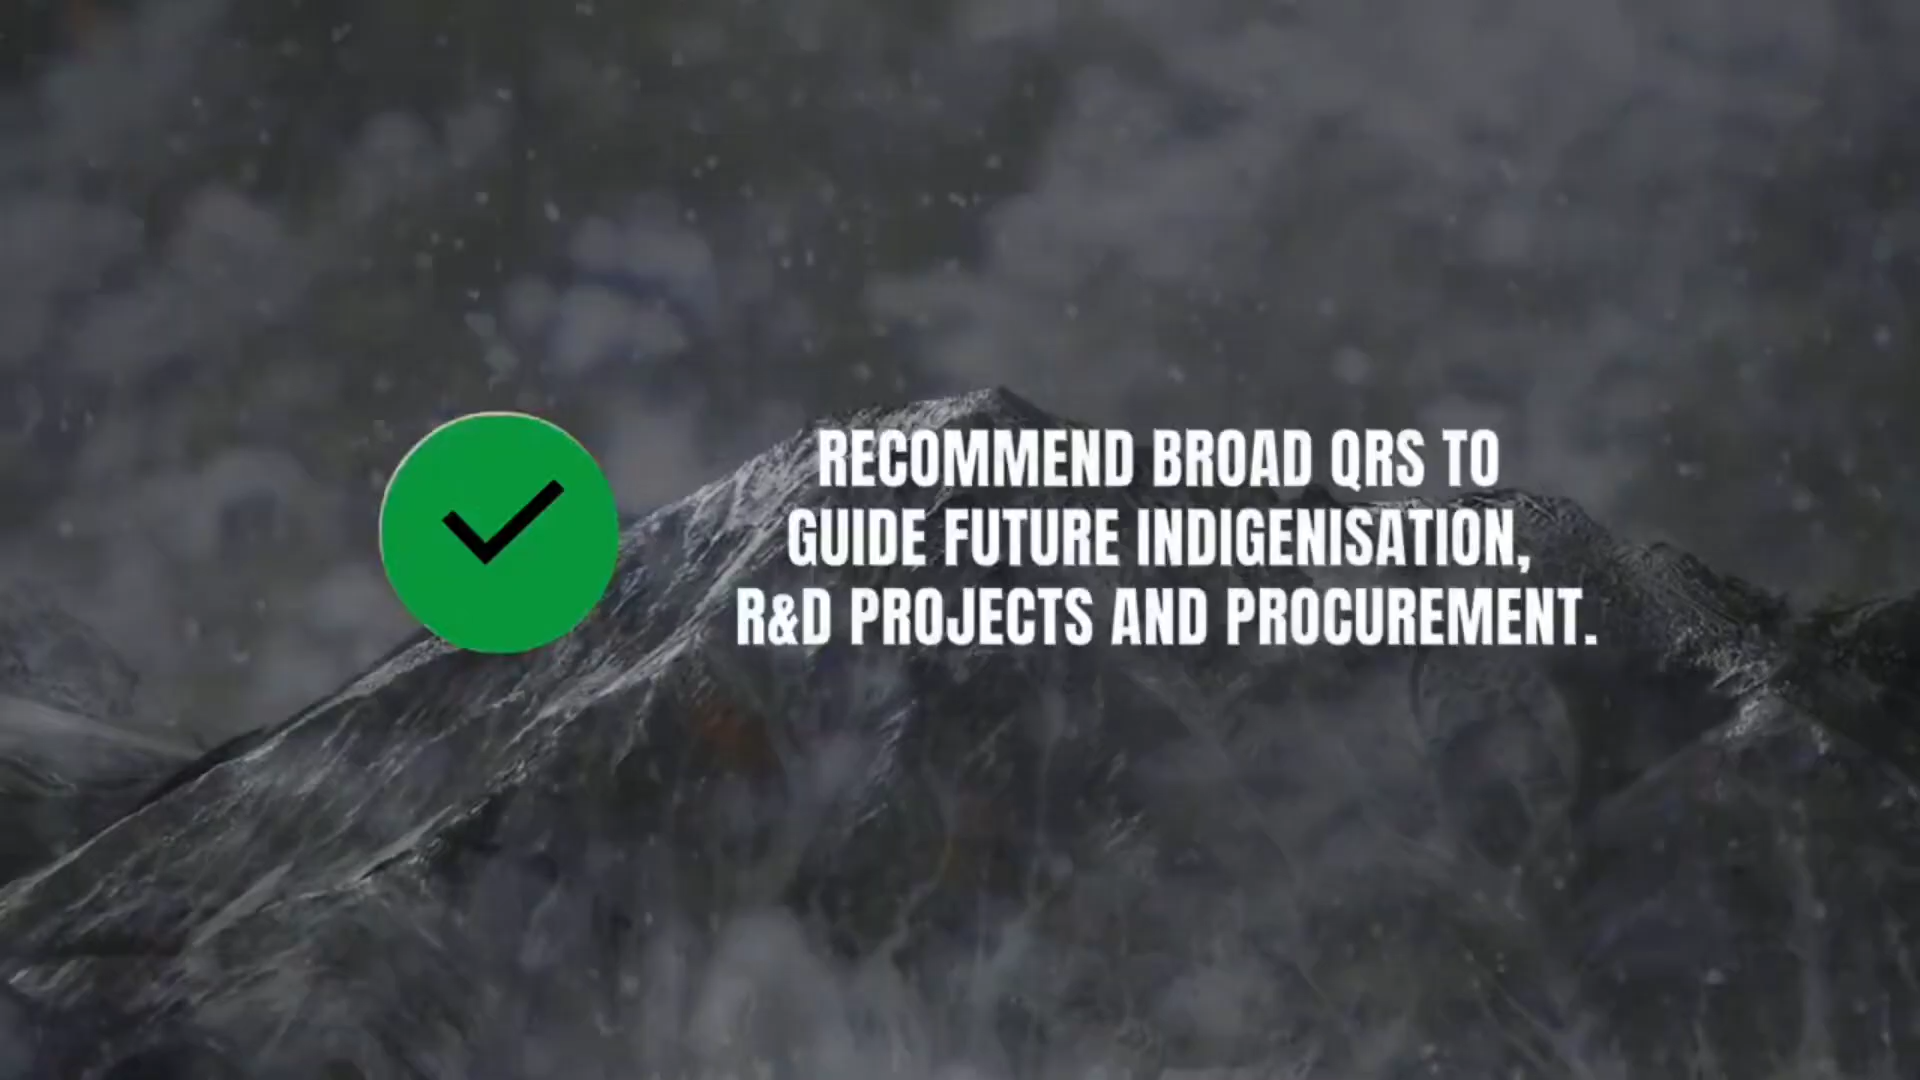 RECOMMEND BROAD QRS TO
GUIDE FUTURE INDIGENISATION,
R&D PROJECTS AND PROCUREMENT.